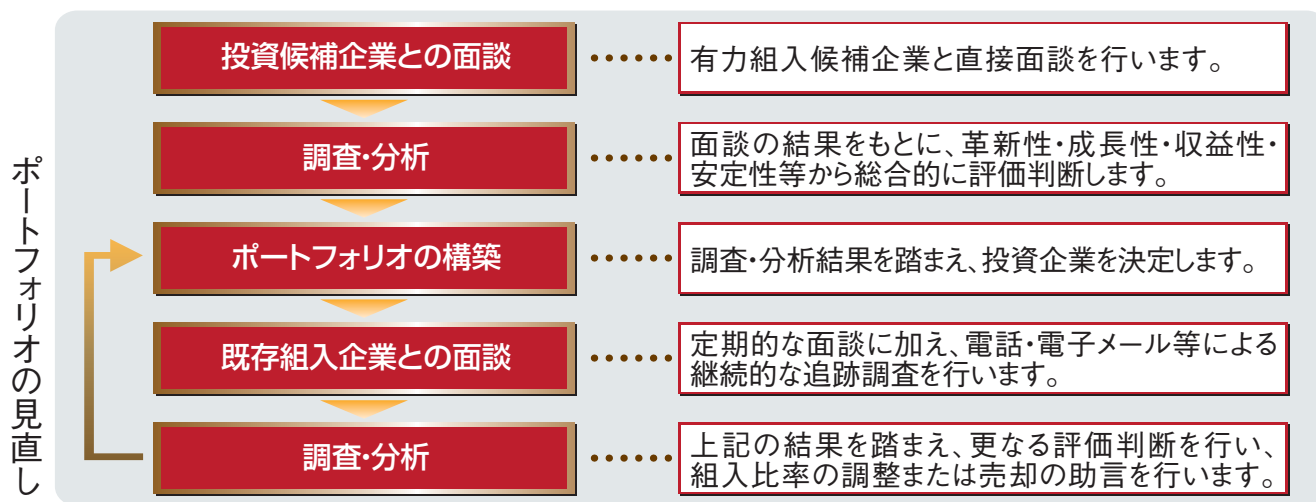 投資候補企業との面談
有力組入候補企業と直接面談を行います。
調査・分析
面談の結果をもとに、革新性・成長性・収益性・
安定性等から総合的に評価判断します。
ポートフォリオの構築
調査・分析結果を踏まえ、投資企業を決定します。
既存組入企業との面談
定期的な面談に加え、電話・電子メール等による
継続的な追跡調査を行います。
調査・分析
上記の結果を踏まえ、更なる評価判断を行い、
組入比率の調整または売却の助言を行います。
ポートフォリオの見直し